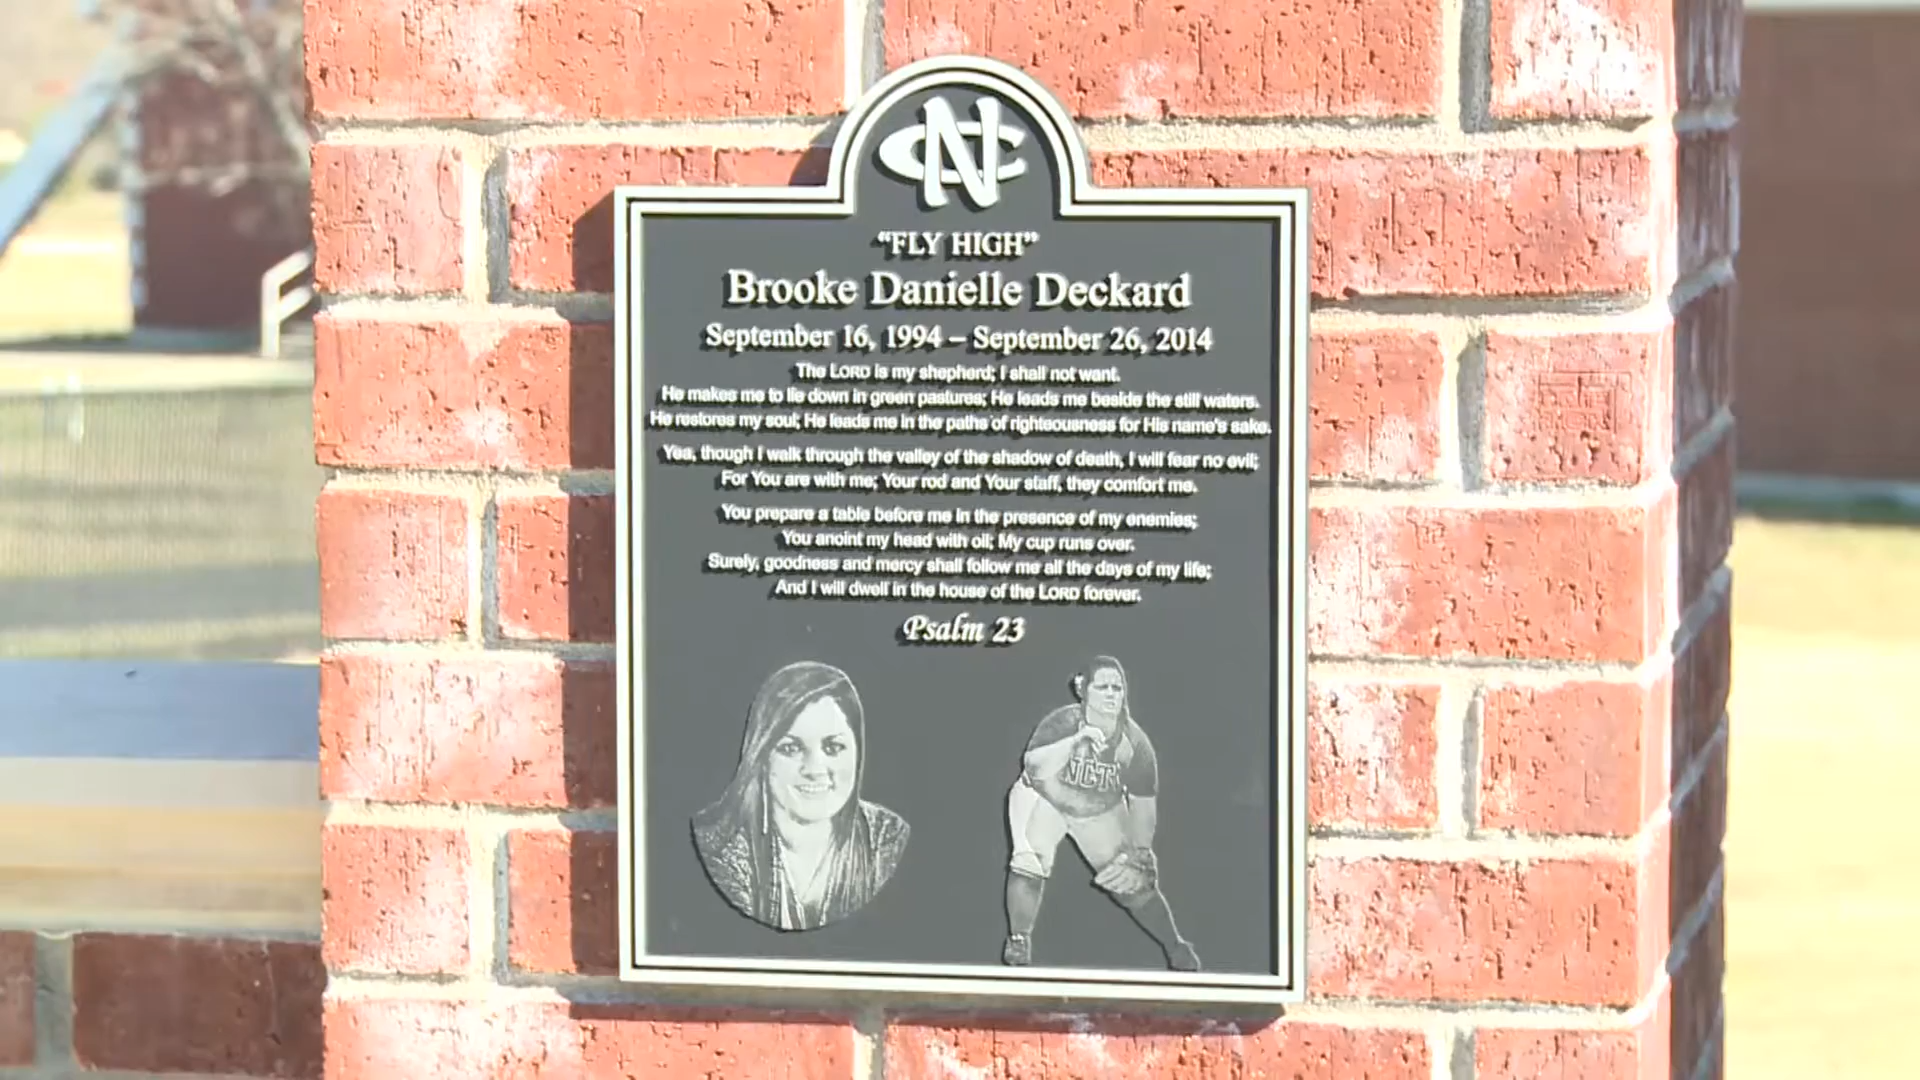 NC
“FLY HIGH”
Brooke Danielle Deckard
September 16, 1994 – September 26, 2014
The LORD is my shepherd; I shall not want.
He makes me to lie down in green pastures; He leads me beside the still waters.
He restores my soul; He leads me in the paths of righteousness for His name's sake.
Yea, though I walk through the valley of the shadow of death, I will fear no evil;
For You are with me; Your rod and Your staff, they comfort me.
You prepare a table before me in the presence of my enemies;
You anoint my head with oil; My cup runs over.
Surely, goodness and mercy shall follow me all the days of my life;
And I will dwell in the house of the LORD forever.
Psalm 23
NCTC